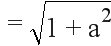 = √1 + a²